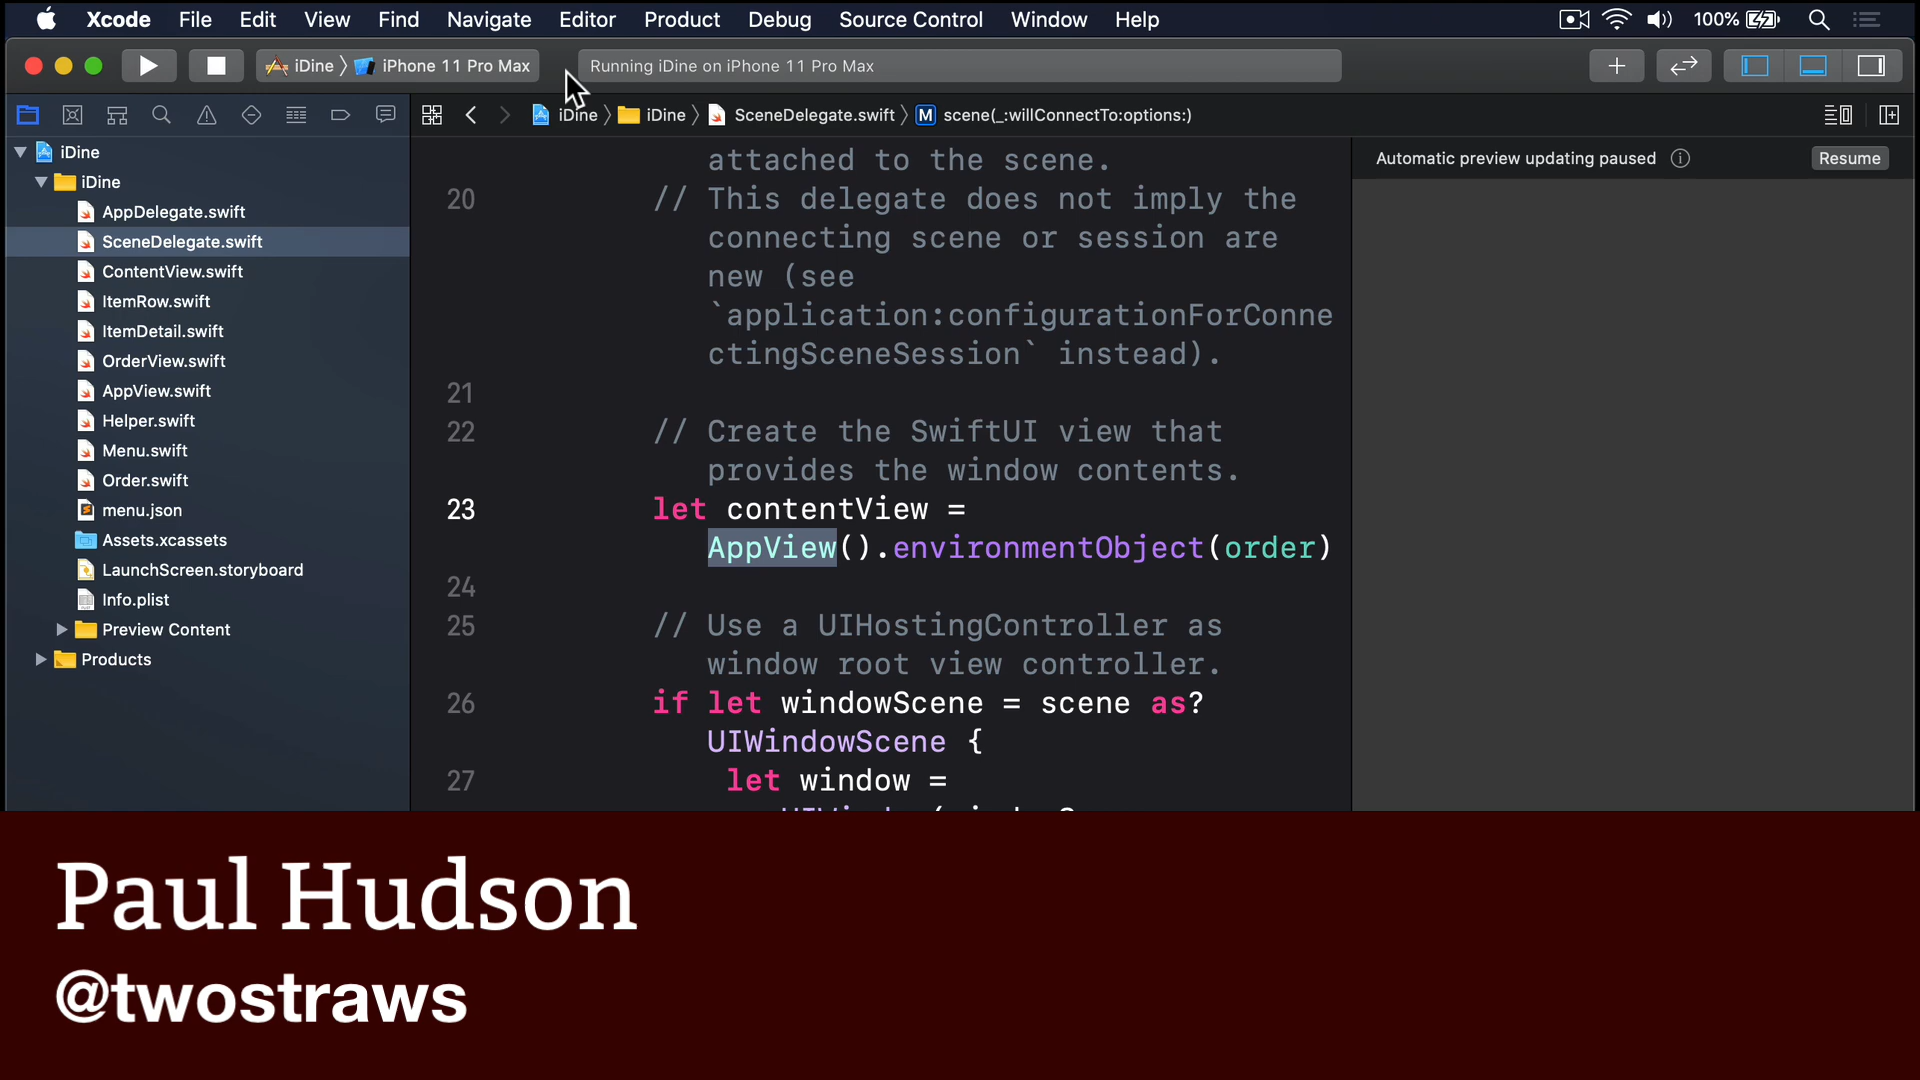 Xcode File Edit View Find Navigate Editor Product Debug Source Control Window Help 100%
iDine iPhone 11 Pro Max Running iDine on iPhone 11 Pro Max
iDine iDine SceneDelegate.swift M scene(_:willConnectTo:options:)
iDine
iDine
AppDelegate.swift
SceneDelegate.swift
ContentView.swift
ItemRow.swift
ItemDetail.swift
OrderView.swift
AppView.swift
Helper.swift
Menu.swift
Order.swift
menu.json
Assets.xcassets
LaunchScreen.storyboard
Info.plist
Preview Content
Products
attached to the scene.
20 // This delegate does not imply the
connecting scene or session are
new (see
`application:configurationForConne
ctingSceneSession` instead).
21
22 // Create the SwiftUI view that
provides the window contents.
23 let contentView =
AppView().environmentObject(order)
24
25 // Use a UIHostingController as
window root view controller.
26 if let windowScene = scene as?
UIWindowScene {
27 let window =
Automatic preview updating paused Resume
Paul Hudson
@twostraws